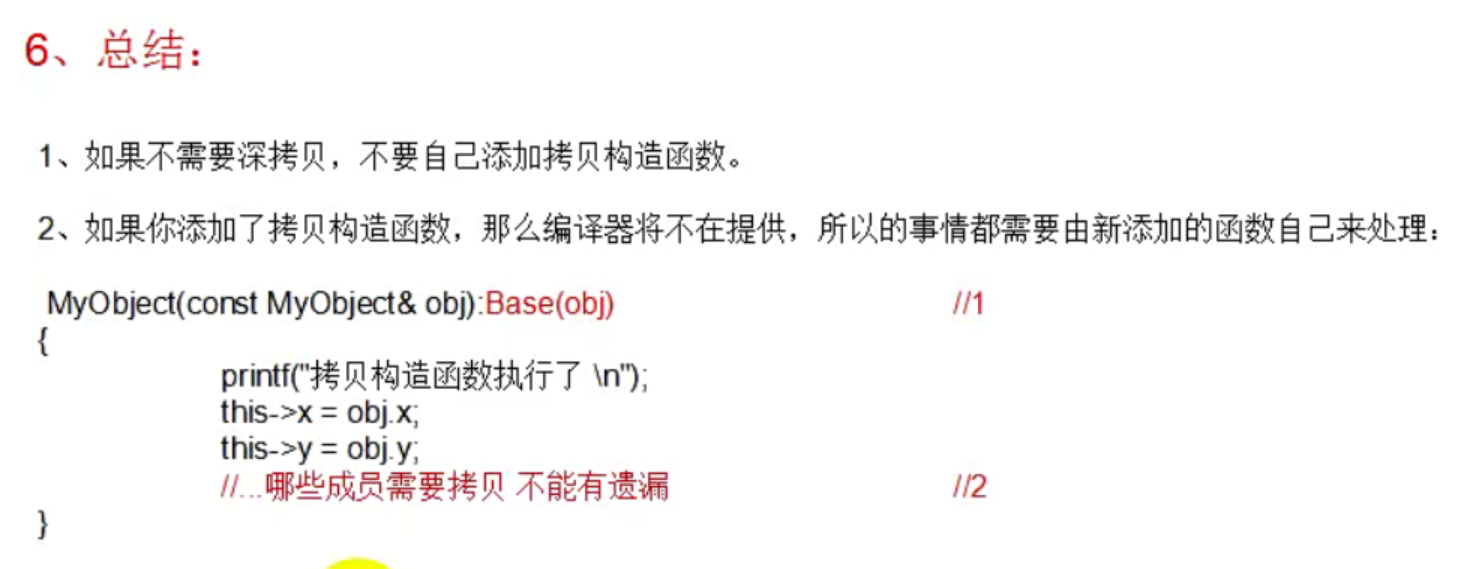 6、总结：
1、如果不需要深拷贝，不要自己添加拷贝构造函数。
2、如果你添加了拷贝构造函数，那么编译器将不在提供，所以的事情都需要由新添加的函数自己来处理：
MyObject(const MyObject& obj):Base(obj) //1
{
printf("拷贝构造函数执行了 \n");
this->x = obj.x;
this->y = obj.y;
//...哪些成员需要拷贝 不能有遗漏 //2
}